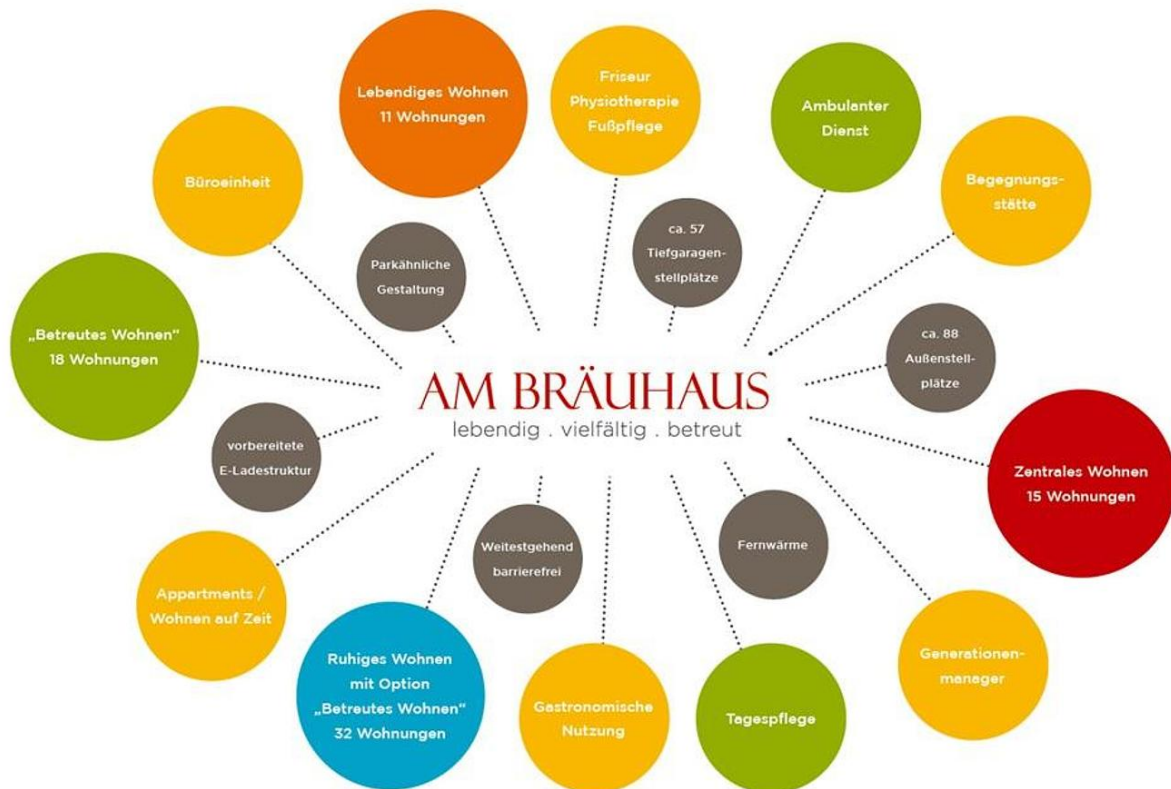 Lebendiges Wohnen
11 Wohnungen
Friseur
Physiotherapie
Fußpflege
Ambulanter
Dienst
Büroeinheit
Begegnungs-
stätte
Parkähnliche
Gestaltung
ca. 57
Tiefgaragen-
stellplätze
„Betreutes Wohnen“
18 Wohnungen
ca. 88
Außenstell-
plätze
AM BRÄUHAUS
lebendig . vielfältig . betreut
vorbereitete
E-Ladestruktur
Zentrales Wohnen
15 Wohnungen
Weitestgehend
barrierefrei
Fernwärme
Appartments /
Wohnen auf Zeit
Ruhiges Wohnen
mit Option
„Betreutes Wohnen“
32 Wohnungen
Gastronomische
Nutzung
Tagespflege
Generationen-
manager